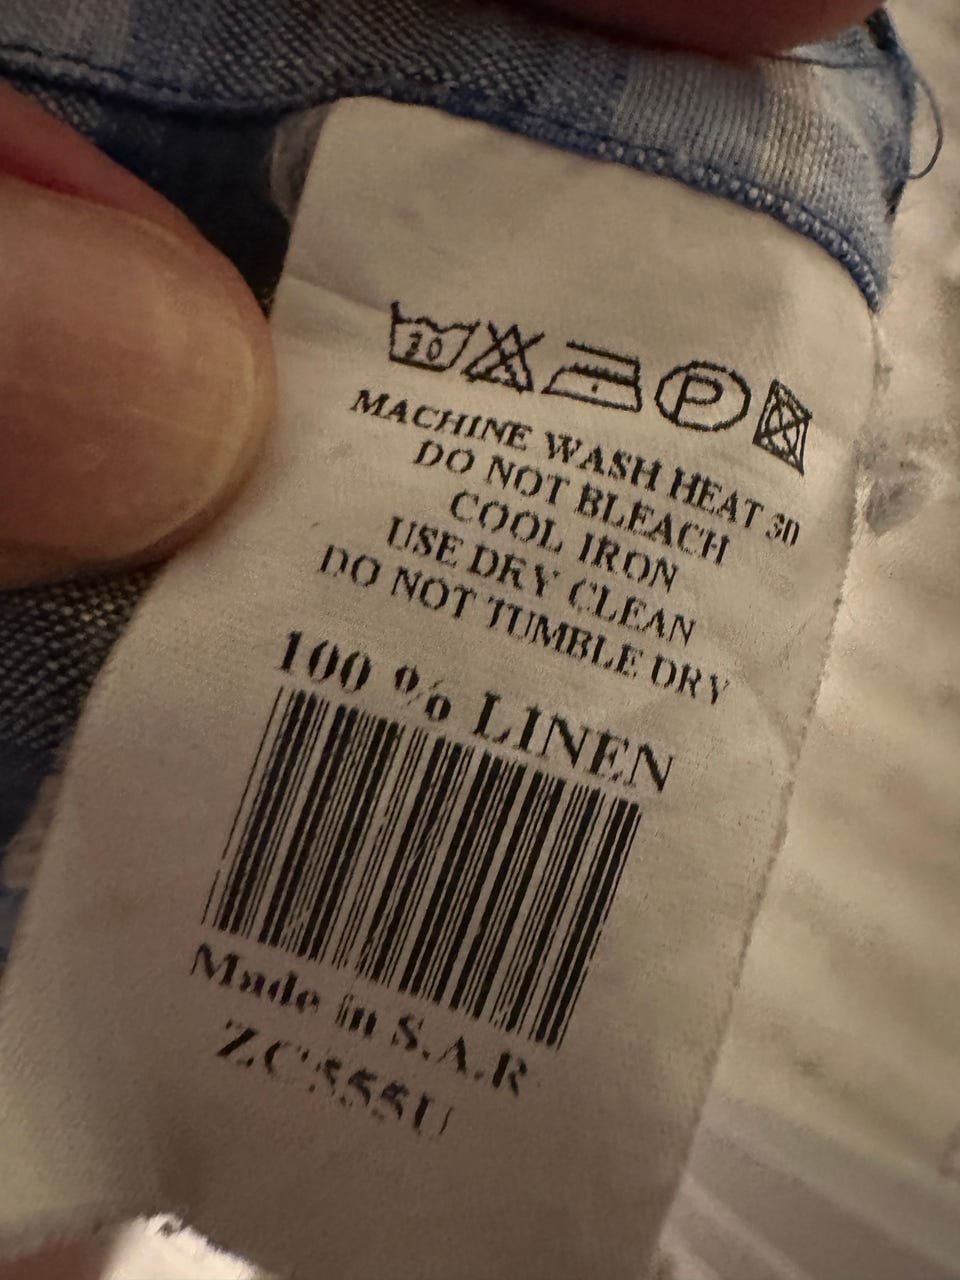 30 P
MACHINE WASH HEAT 30
DO NOT BLEACH
COOL IRON
USE DRY CLEAN
DO NOT TUMBLE DRY
100 % LINEN
Made in S.A.R
ZC555U